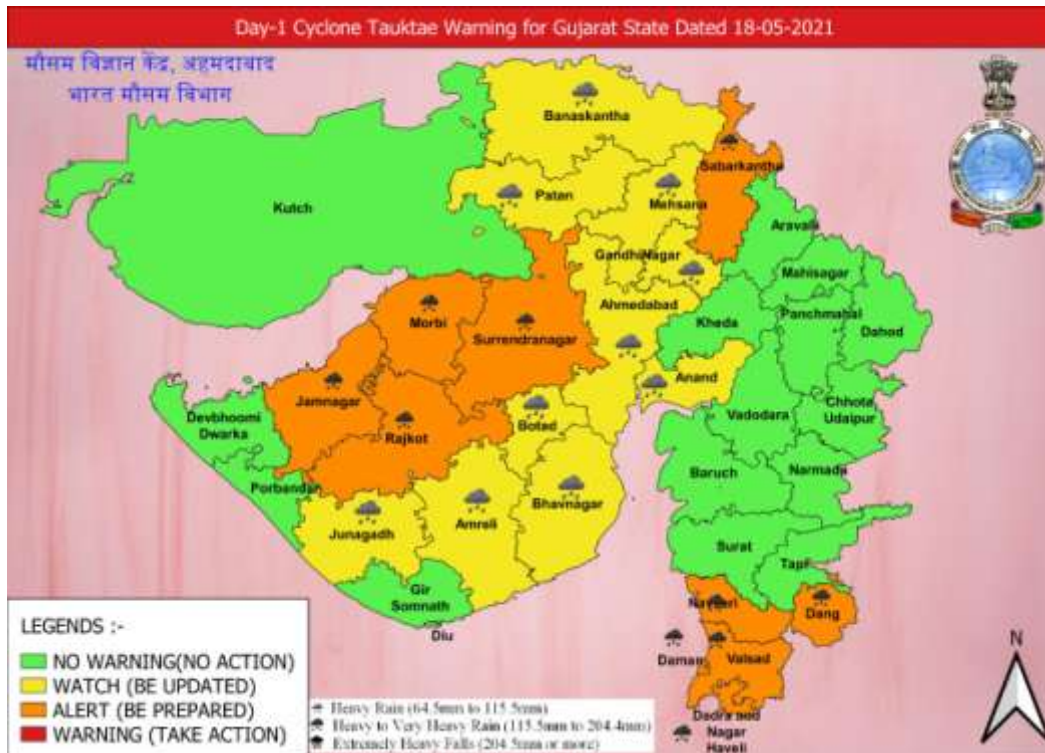 Day-1 Cyclone Tauktae Warning for Gujarat State Dated 18-05-2021
मौसम विज्ञान केंद्र, अहमदाबाद
भारत मौसम विभाग
Banaskantha
Sabarkantha
Patan
Mehsana
Kutch
Aravalli
Gandhi Nagar
Mahisagar
Ahmedabad
Panchmahal
Morbi
Kheda
Dahod
Surrendranagar
Anand
Jamnagar
Chhota
Udaipur
Devbhoomi
Dwarka
Vadodara
Botad
Rajkot
Baruch
Narmada
Porbandar
Bhavnagar
Amreli
Junagadh
Surat
Tapi
Gir
Somnath
Diu
Navsari
Dang
Daman
Valsad
Dadra and
Nagar
Haveli
N
LEGENDS :-
NO WARNING(NO ACTION)
WATCH (BE UPDATED)
ALERT (BE PREPARED)
WARNING (TAKE ACTION)
Heavy Rain (64.5mm to 115.5mm)
Heavy to Very Heavy Rain (115.5mm to 204.4mm)
Extremely Heavy Falls (204.5mm or more)